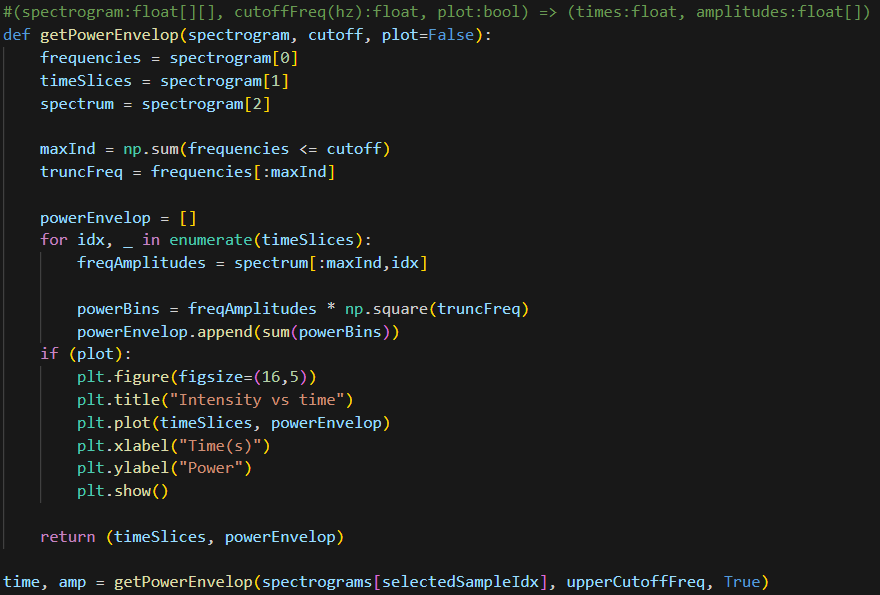 #(spectrogram:float[][], cutoffFreq(hz):float, plot:bool) => (times:float, amplitudes:float[])
def getPowerEnvelop(spectrogram, cutoff, plot=False):
    frequencies = spectrogram[0]
    timeSlices = spectrogram[1]
    spectrum = spectrogram[2]

    maxInd = np.sum(frequencies <= cutoff)
    truncFreq = frequencies[:maxInd]

    powerEnvelop = []
    for idx, _ in enumerate(timeSlices):
        freqAmplitudes = spectrum[:maxInd,idx]

        powerBins = freqAmplitudes * np.square(truncFreq)
        powerEnvelop.append(sum(powerBins))
    if (plot):
        plt.figure(figsize=(16,5))
        plt.title("Intensity vs time")
        plt.plot(timeSlices, powerEnvelop)
        plt.xlabel("Time(s)")
        plt.ylabel("Power")
        plt.show()

    return (timeSlices, powerEnvelop)

time, amp = getPowerEnvelop(spectrograms[selectedSampleIdx], upperCutoffFreq, True)